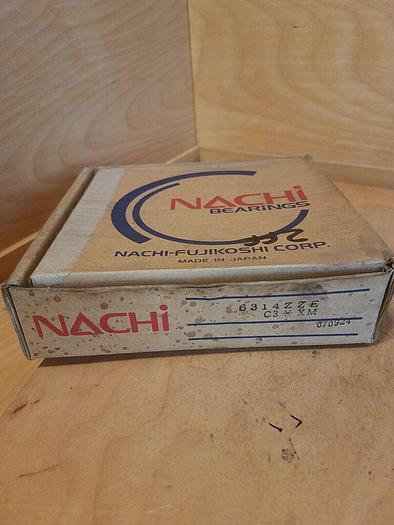 NACHi
BEARiNGS
NACHI-FUJIKOSHI CORP.
MADE IN JAPAN
NACHi
6314ZZE
C3 ✳ XM